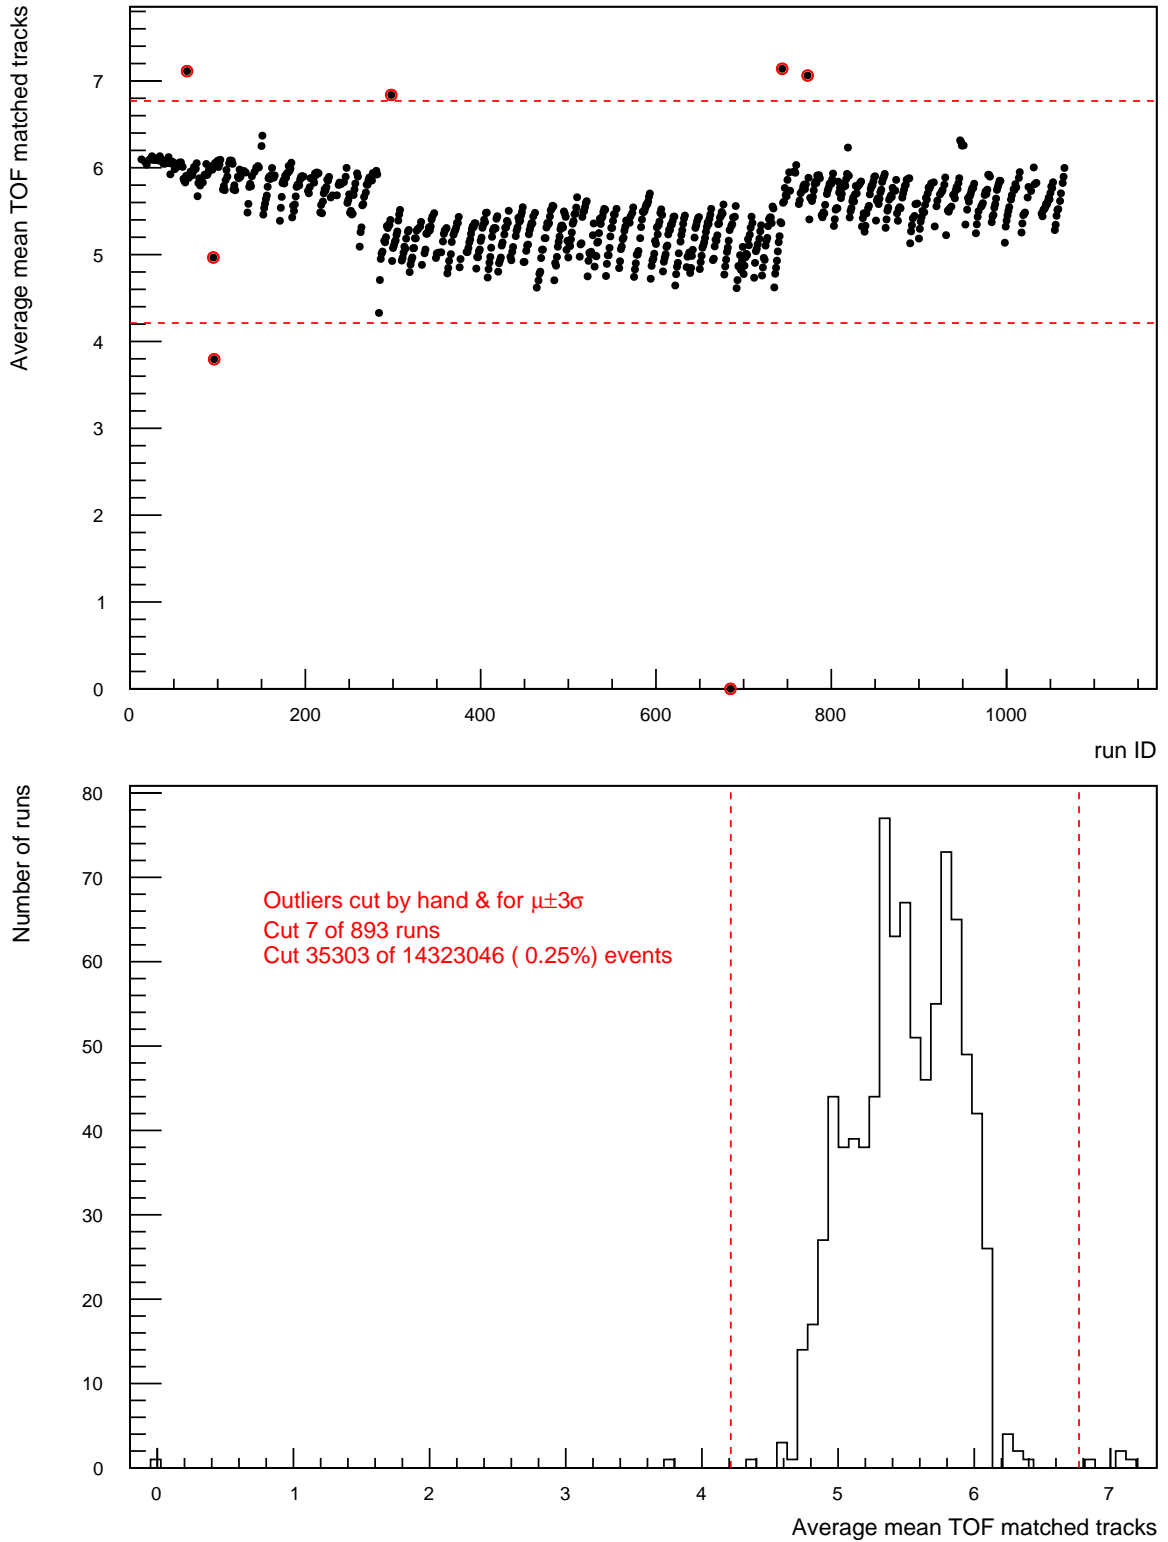 Average mean TOF matched tracks
7
6
5
4
3
2
1
0
0 200 400 600 800 1000
run ID
Number of runs
80
70
60
50
40
30
20
10
0
Outliers cut by hand & for μ±3σ
Cut 7 of 893 runs
Cut 35303 of 14323046 ( 0.25%) events
0 1 2 3 4 5 6 7
Average mean TOF matched tracks